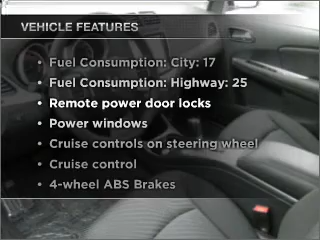 VEHICLE FEATURES
• Fuel Consumption: City: 17
• Fuel Consumption: Highway: 25
• Remote power door locks
• Power windows
• Cruise controls on steering wheel
• Cruise control
• 4-wheel ABS Brakes